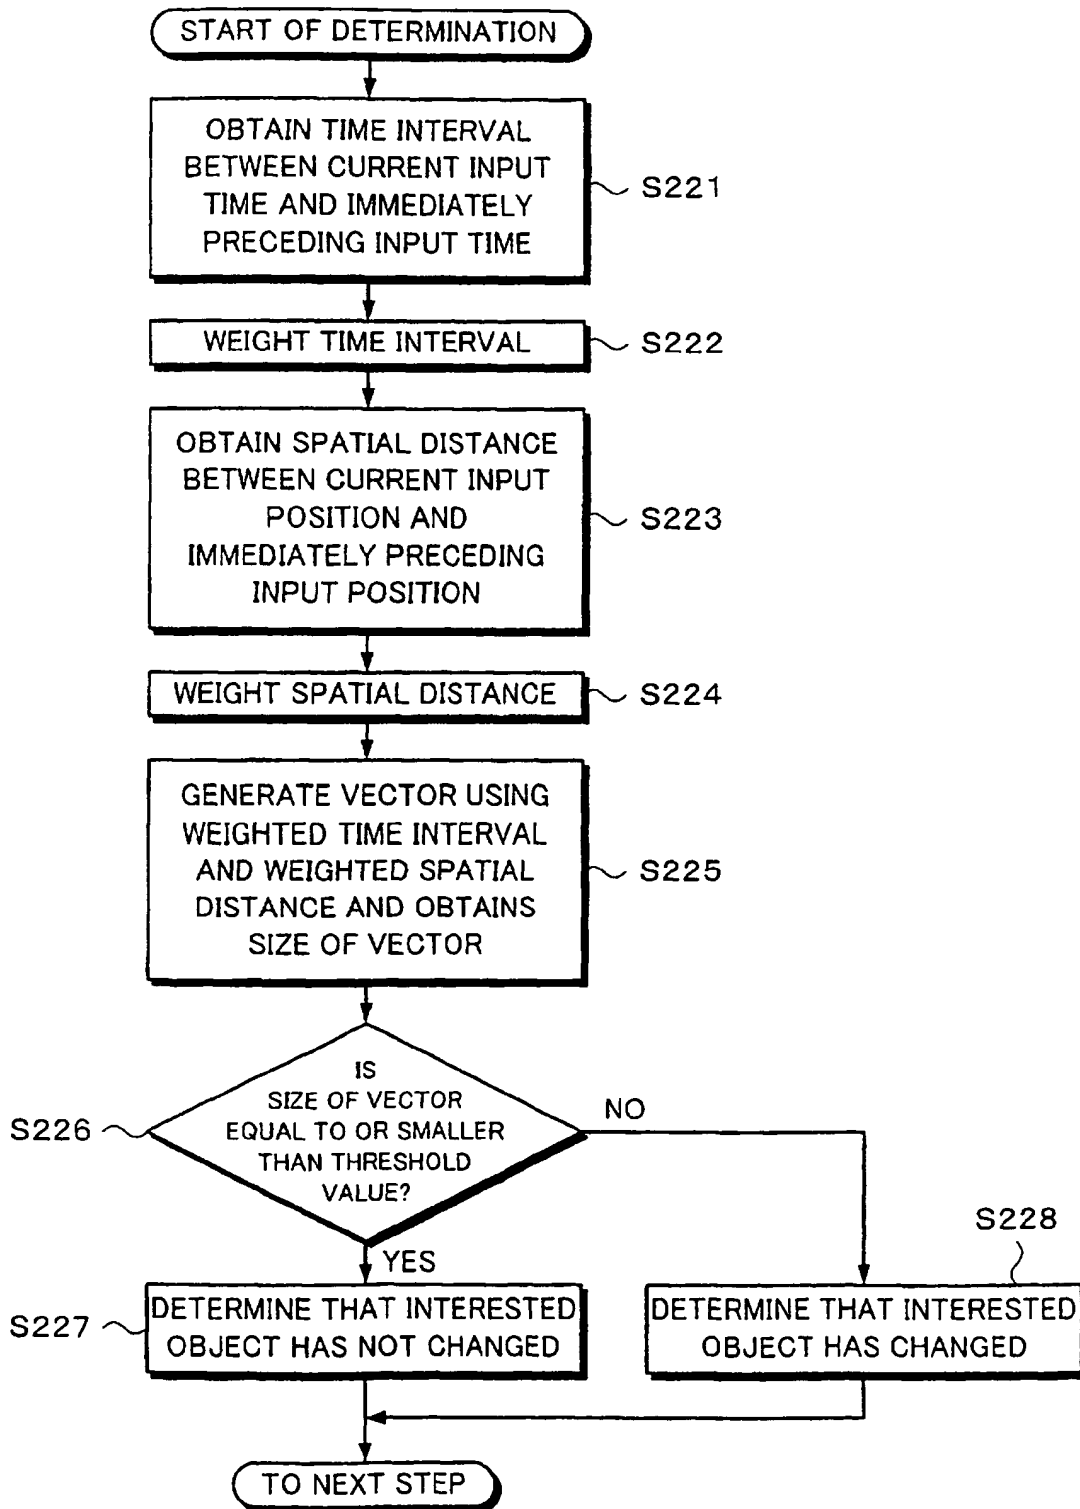 START OF DETERMINATION
OBTAIN TIME INTERVAL
BETWEEN CURRENT INPUT
TIME AND IMMEDIATELY
PRECEDING INPUT TIME
S221
WEIGHT TIME INTERVAL
S222
OBTAIN SPATIAL DISTANCE
BETWEEN CURRENT INPUT
POSITION AND
IMMEDIATELY PRECEDING
INPUT POSITION
S223
WEIGHT SPATIAL DISTANCE
S224
GENERATE VECTOR USING
WEIGHTED TIME INTERVAL
AND WEIGHTED SPATIAL
DISTANCE AND OBTAINS
SIZE OF VECTOR
S225
IS
SIZE OF VECTOR
EQUAL TO OR SMALLER
THAN THRESHOLD
VALUE?
S226
NO
YES
S228
DETERMINE THAT INTERESTED
OBJECT HAS NOT CHANGED
S227
DETERMINE THAT INTERESTED
OBJECT HAS CHANGED
TO NEXT STEP